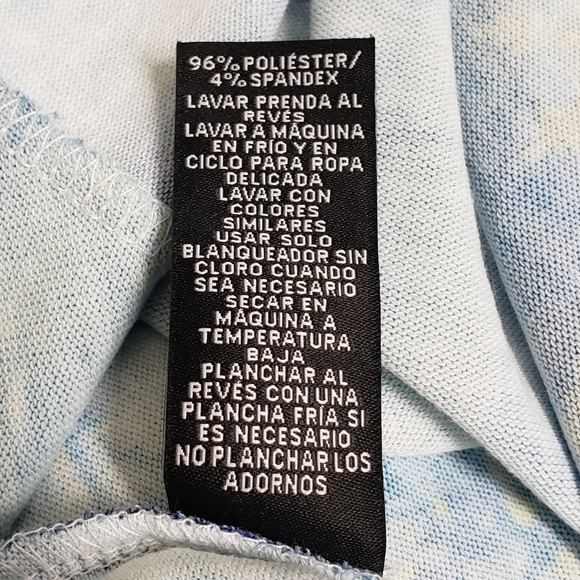 96% POLIÉSTER/
4% SPANDEX
LAVAR PRENDA AL
REVÉS
LAVAR A MÁQUINA
EN FRÍO Y EN
CICLO PARA ROPA
DELICADA
LAVAR CON
COLORES
SIMILARES
USAR SOLO
BLANQUEADOR SIN
CLORO CUANDO
SEA NECESARIO
SECAR EN
MÁQUINA A
TEMPERATURA
BAJA
PLANCHAR AL
REVÉS CON UNA
PLANCHA FRÍA SI
ES NECESARIO
NO PLANCHAR LOS
ADORNOS